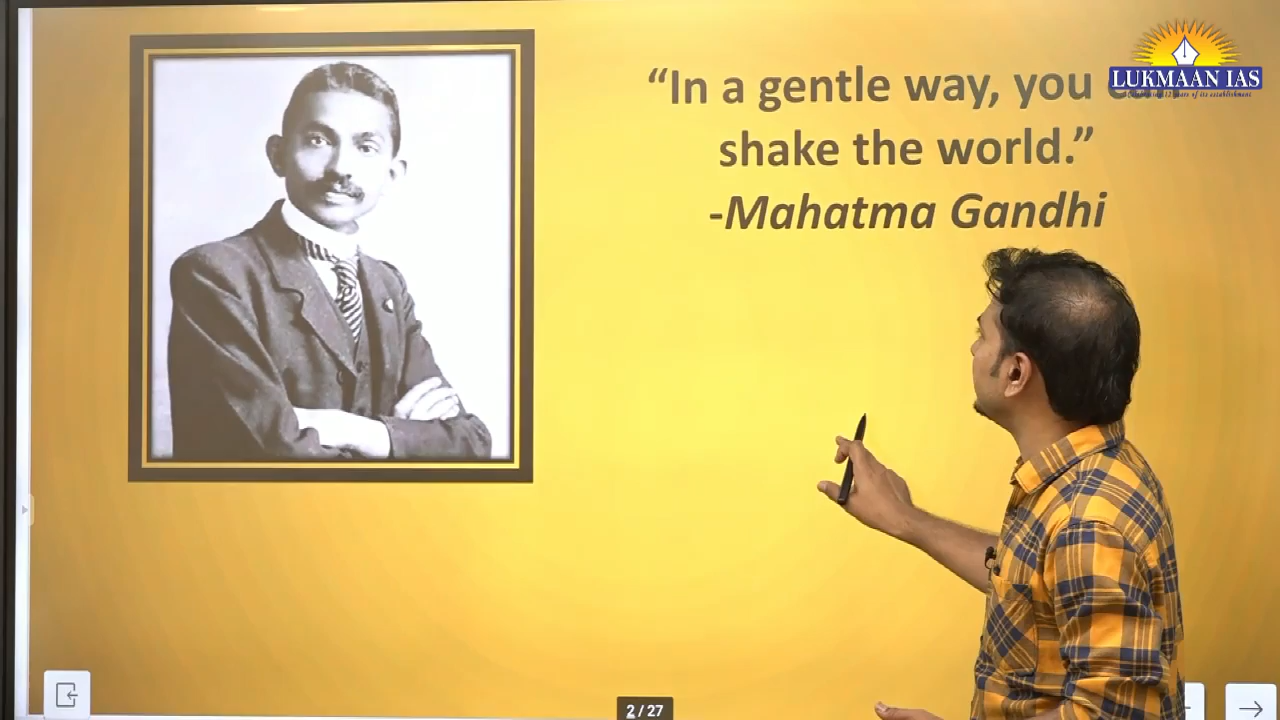 “In a gentle way, you
shake the world.”
-Mahatma Gandhi
LUKMAAN IAS
2 / 27